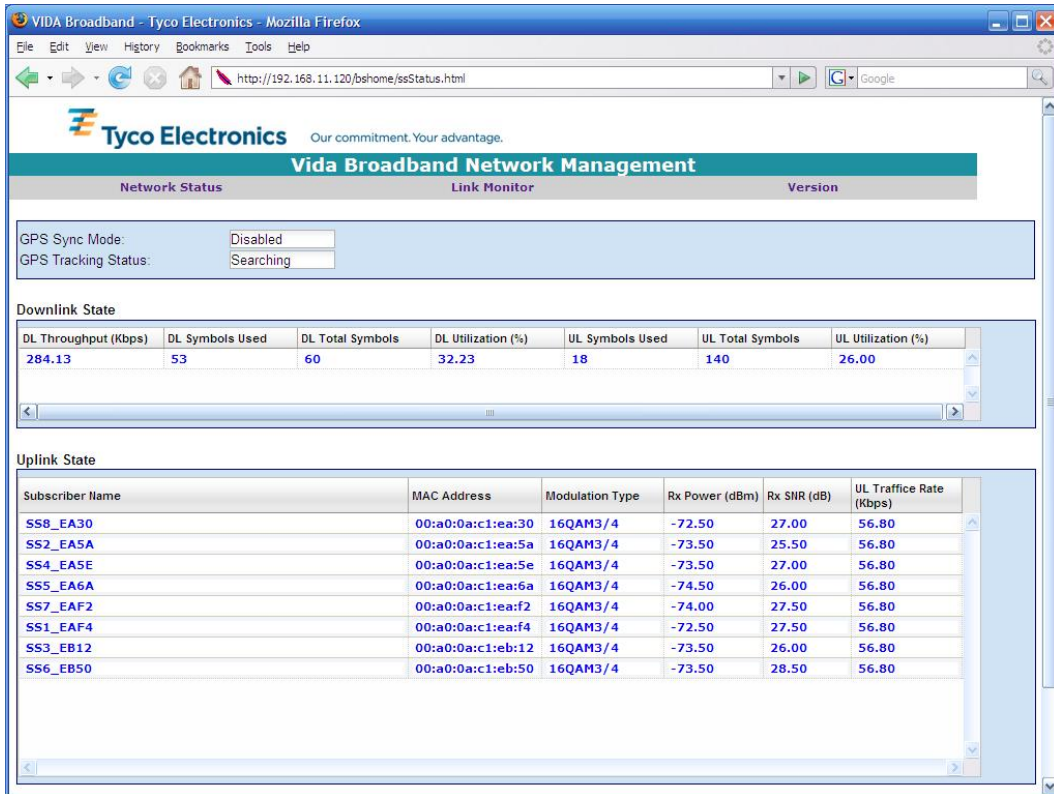 VIDA Broadband - Tyco Electronics - Mozilla Firefox
File Edit View History Bookmarks Tools Help
http://192.168.11.120/bshome/ssStatus.html
G Google
Tyco Electronics Our commitment. Your advantage.
Vida Broadband Network Management
Network Status Link Monitor Version
GPS Sync Mode: Disabled
GPS Tracking Status: Searching
Downlink State
DL Throughput (Kbps) DL Symbols Used DL Total Symbols DL Utilization (%) UL Symbols Used UL Total Symbols UL Utilization (%)
284.13 53 60 32.23 18 140 26.00
Uplink State
Subscriber Name MAC Address Modulation Type Rx Power (dBm) Rx SNR (dB) UL Traffice Rate (Kbps)
SS8_EA30 00:a0:0a:c1:ea:30 16QAM3/4 -72.50 27.00 56.80
SS2_EA5A 00:a0:0a:c1:ea:5a 16QAM3/4 -73.50 25.50 56.80
SS4_EA5E 00:a0:0a:c1:ea:5e 16QAM3/4 -73.50 27.00 56.80
SS5_EA6A 00:a0:0a:c1:ea:6a 16QAM3/4 -74.50 26.00 56.80
SS7_EAF2 00:a0:0a:c1:ea:f2 16QAM3/4 -74.00 27.50 56.80
SS1_EAF4 00:a0:0a:c1:ea:f4 16QAM3/4 -72.50 27.50 56.80
SS3_EB12 00:a0:0a:c1:eb:12 16QAM3/4 -73.50 26.00 56.80
SS6_EB50 00:a0:0a:c1:eb:50 16QAM3/4 -73.50 28.50 56.80